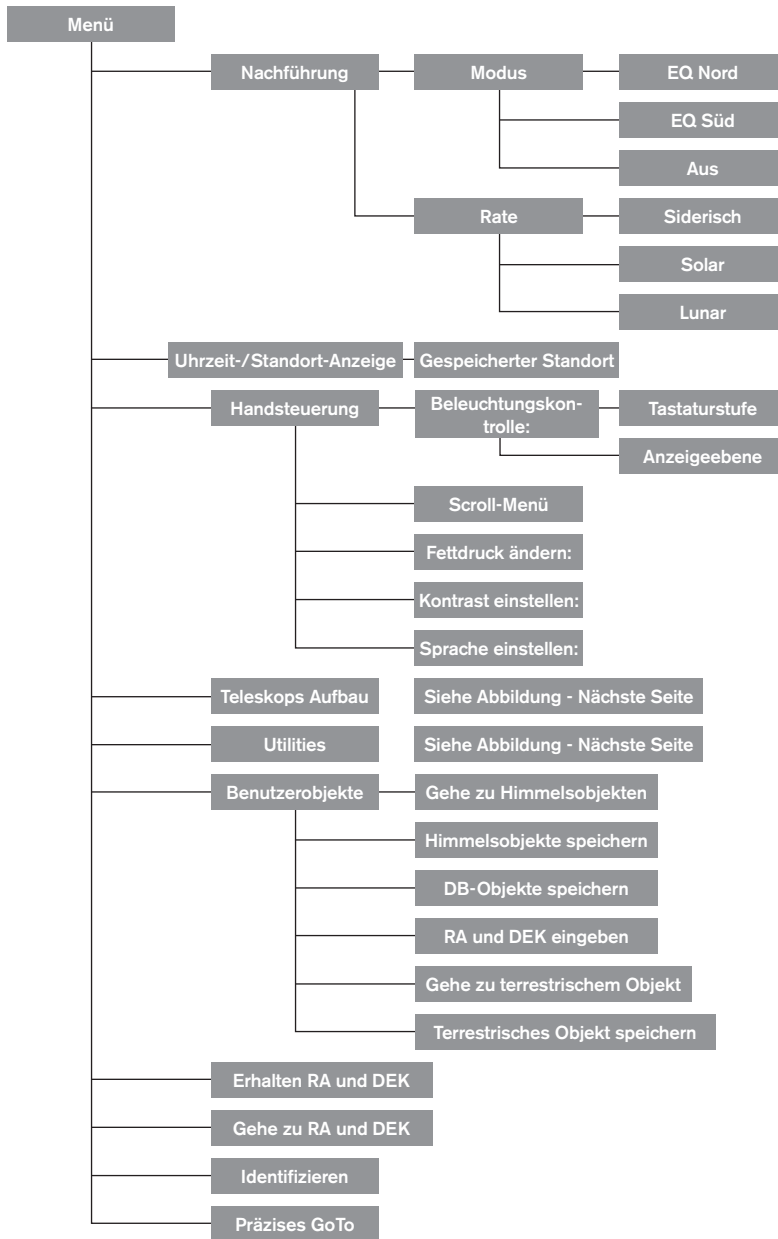 Menü
Nachführung
Modus
EQ Nord
EQ Süd
Aus
Rate
Siderisch
Solar
Lunar
Uhrzeit-/Standort-Anzeige
Gespeicherter Standort
Handsteuerung
Beleuchtungskon-
trolle:
Tastaturstufe
Anzeigeebene
Scroll-Menü
Fettdruck ändern:
Kontrast einstellen:
Sprache einstellen:
Teleskops Aufbau
Siehe Abbildung - Nächste Seite
Utilities
Siehe Abbildung - Nächste Seite
Benutzerobjekte
Gehe zu Himmelsobjekten
Himmelsobjekte speichern
DB-Objekte speichern
RA und DEK eingeben
Gehe zu terrestrischem Objekt
Terrestrisches Objekt speichern
Erhalten RA und DEK
Gehe zu RA und DEK
Identifizieren
Präzises GoTo